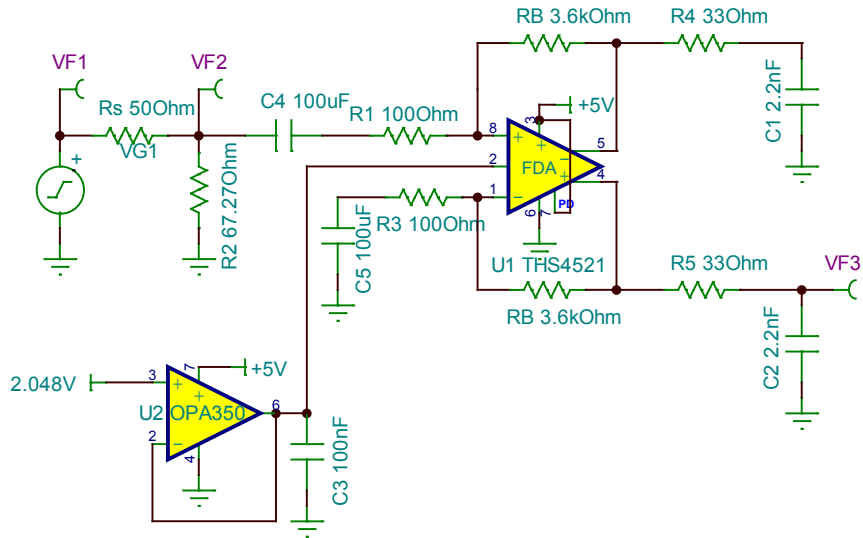 RB 3.6kOhm
R4 33Ohm
VF1
VF2
C4 100uF
Rs 50Ohm
R1 100Ohm
+5V
C1 2.2nF
VG1
+
8
3
+
+
5
2
FDA
−
+
4
1
−
PD
6
7
R2 67.27Ohm
C5 100uF
R3 100Ohm
U1 THS4521
R5 33Ohm
VF3
RB 3.6kOhm
C2 2.2nF
7
+5V
2.048V
3
+
+
U2 OPA350
6
2
−
4
C3 100nF